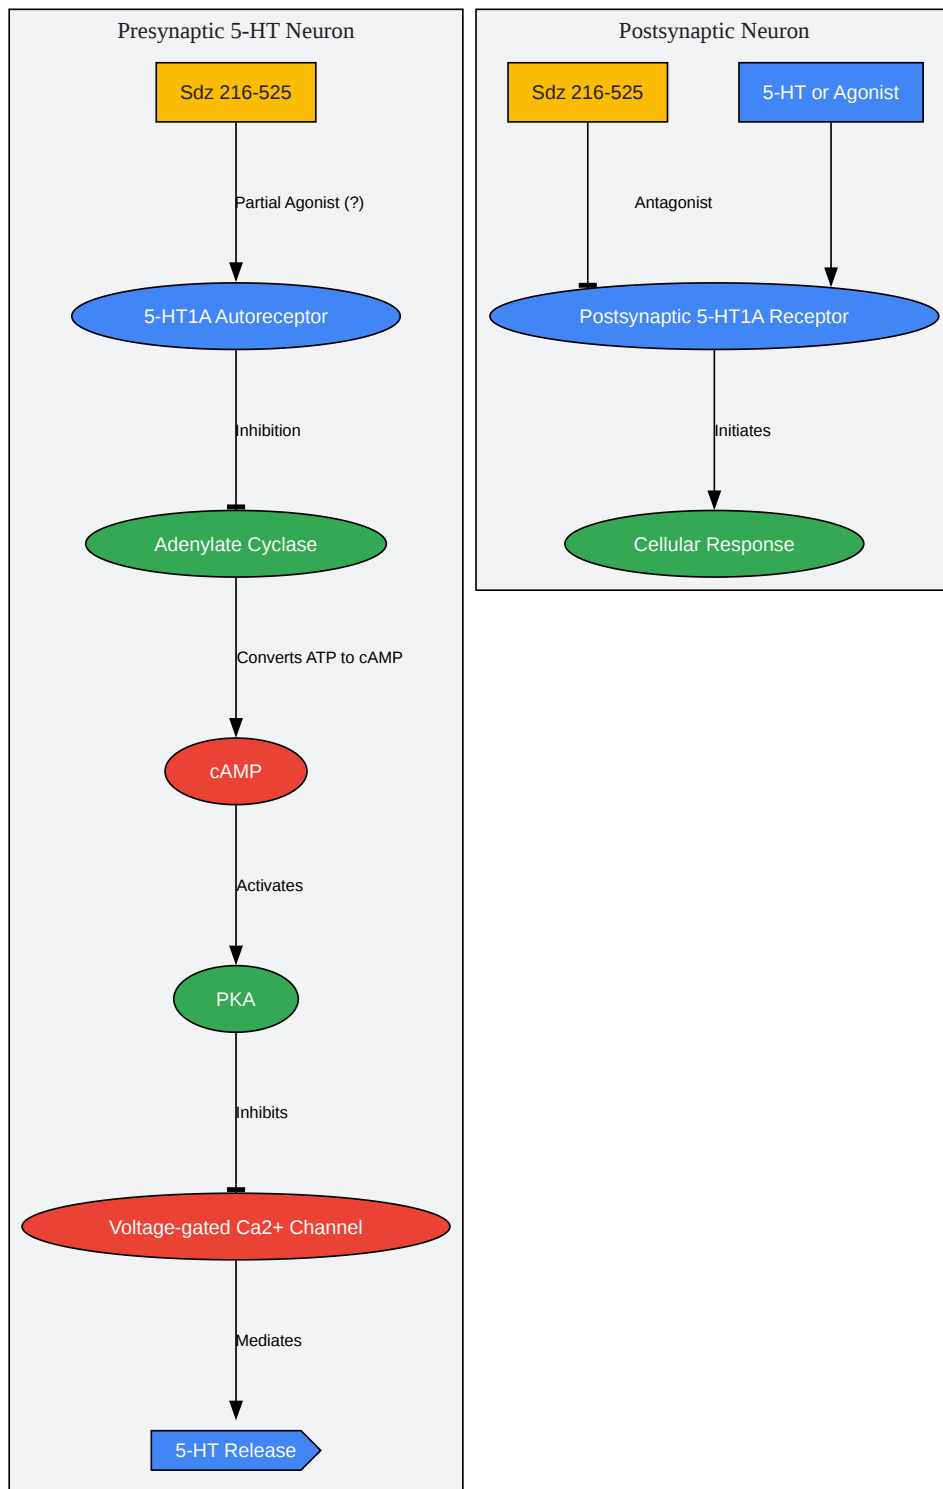 Presynaptic 5-HT Neuron
Sdz 216-525
Partial Agonist (?)
5-HT1A Autoreceptor
Inhibition
Adenylate Cyclase
Converts ATP to cAMP
cAMP
Activates
PKA
Inhibits
Voltage-gated Ca2+ Channel
Mediates
5-HT Release
Postsynaptic Neuron
Sdz 216-525
5-HT or Agonist
Antagonist
Postsynaptic 5-HT1A Receptor
Initiates
Cellular Response